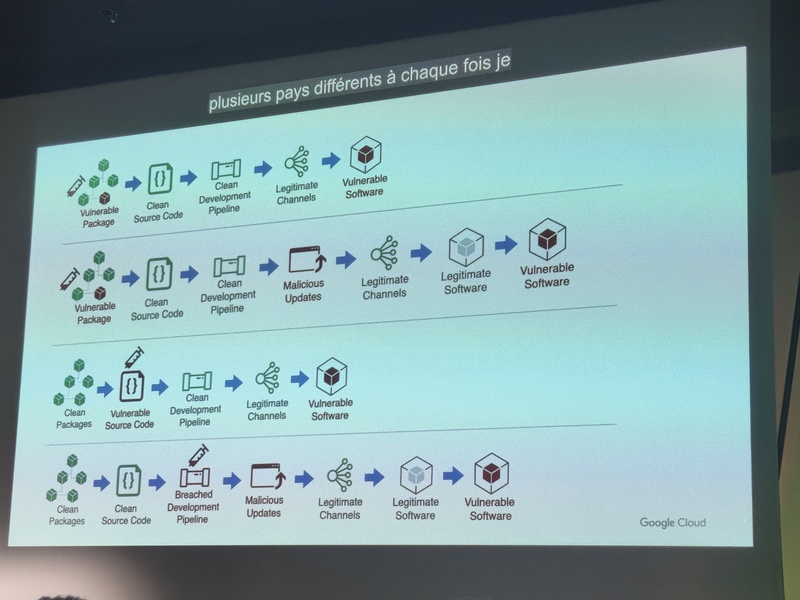 plusieurs pays différents à chaque fois je
Vulnerable
Package
Clean
Source Code
Clean
Development
Pipeline
Legitimate
Channels
Vulnerable
Software
Vulnerable
Package
Clean
Source Code
Clean
Development
Pipeline
Malicious
Updates
Legitimate
Channels
Legitimate
Software
Vulnerable
Software
Clean
Packages
Vulnerable
Source Code
Clean
Development
Pipeline
Legitimate
Channels
Vulnerable
Software
Clean
Packages
Clean
Source Code
Breached
Development
Pipeline
Malicious
Updates
Legitimate
Channels
Legitimate
Software
Vulnerable
Software
Google Cloud